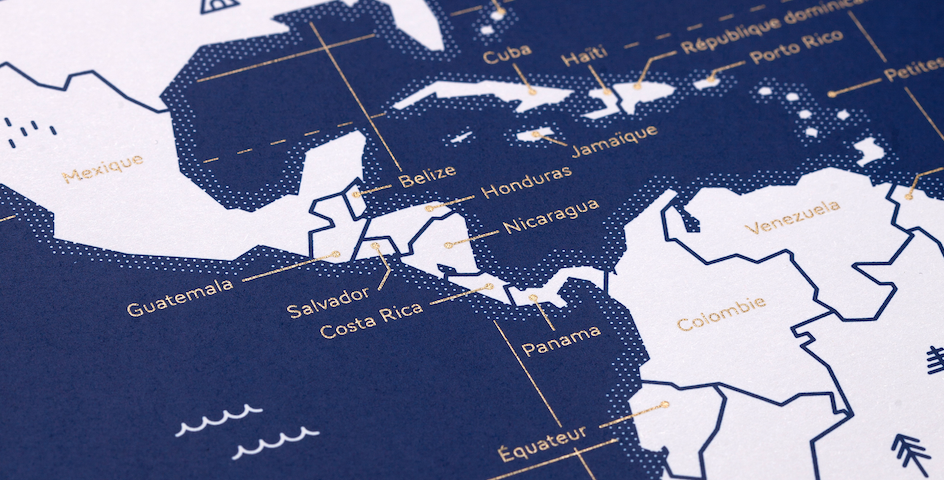 Cuba
Haïti
République dominicai
Porto Rico
Petites
Jamaïque
Mexique
Belize
Honduras
Nicaragua
Venezuela
Guatemala
Salvador
Costa Rica
Panama
Colombie
Équateur